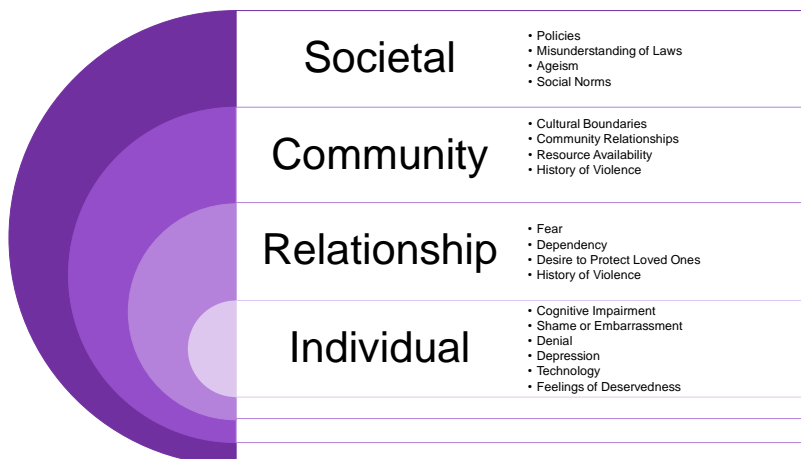 Societal
• Policies
• Misunderstanding of Laws
• Ageism
• Social Norms
Community
• Cultural Boundaries
• Community Relationships
• Resource Availability
• History of Violence
Relationship
• Fear
• Dependency
• Desire to Protect Loved Ones
• History of Violence
Individual
• Cognitive Impairment
• Shame or Embarrassment
• Denial
• Depression
• Technology
• Feelings of Deservedness